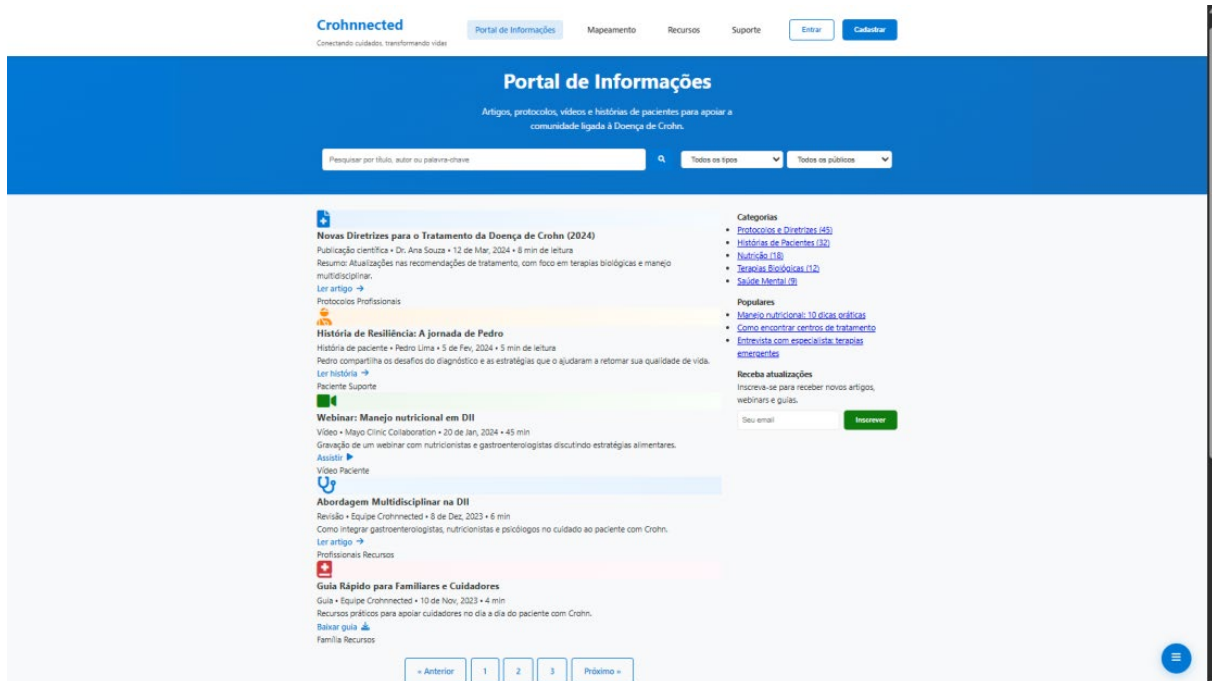 Crohnnected
Conectando cuidados, transformando vidas
Portal de Informações
Mapeamento
Recursos
Suporte
Entrar
Cadastrar
Portal de Informações
Artigos, protocolos, vídeos e histórias de pacientes para apoiar a
comunidade ligada à Doença de Crohn.
Pesquisar por título, autor ou palavra-chave
Todos os tipos
Todos os públicos
Novas Diretrizes para o Tratamento da Doença de Crohn (2024)
Publicação científica • Dr. Ana Souza • 12 de Mar, 2024 • 8 min de leitura
Resumo: Atualizações nas recomendações de tratamento, com foco em terapias biológicas e manejo
multidisciplinar.
Ler artigo →
Protocolos Profissionais
História de Resiliência: A jornada de Pedro
História de paciente • Pedro Lima • 5 de Fev, 2024 • 5 min de leitura
Pedro compartilha os desafios do diagnóstico e as estratégias que o ajudaram a retomar sua qualidade de vida.
Ler história →
Paciente Suporte
Webinar: Manejo nutricional em DII
Vídeo • Mayo Clinic Collaboration • 20 de Jan, 2024 • 45 min
Gravação de um webinar com nutricionistas e gastroenterologistas discutindo estratégias alimentares.
Assistir
Vídeo Paciente
Abordagem Multidisciplinar na DII
Revisão • Equipe Crohnnected • 8 de Dez, 2023 • 6 min
Como integrar gastroenterologistas, nutricionistas e psicólogos no cuidado ao paciente com Crohn.
Ler artigo →
Profissionais Recursos
Guia Rápido para Familiares e Cuidadores
Guia • Equipe Crohnnected • 10 de Nov, 2023 • 4 min
Recursos práticos para apoiar cuidadores no dia a dia do paciente com Crohn.
Baixar guia
Família Recursos
« Anterior
1
2
3
Próximo »
Categorias
Protocolos e Diretrizes (45)
Histórias de Pacientes (32)
Nutrição (18)
Terapias Biológicas (12)
Saúde Mental (9)
Populares
Manejo nutricional: 10 dicas práticas
Como encontrar centros de tratamento
Entrevista com especialista: terapias
emergentes
Receba atualizações
Inscreva-se para receber novos artigos,
webinars e guias.
Seu email
Inscrever